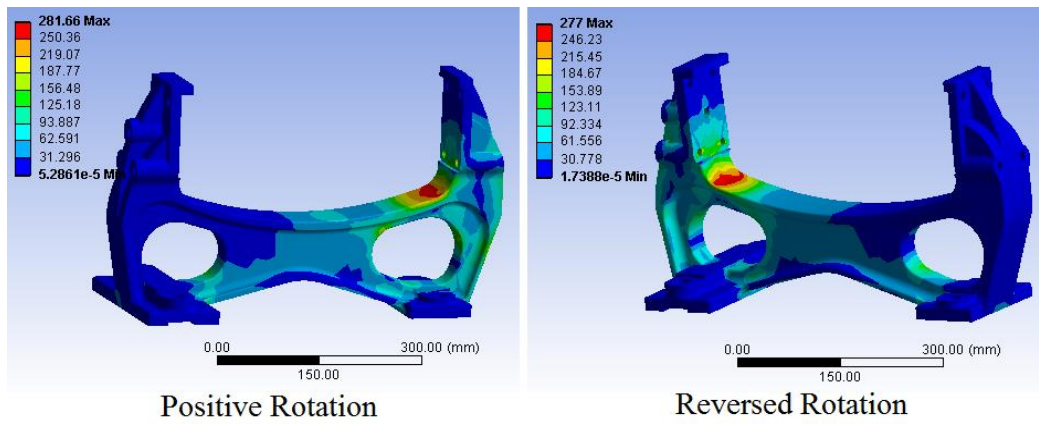 281.66 Max
250.36
219.07
187.77
156.48
125.18
93.887
62.591
31.296
5.2861e-5 Min
0.00
300.00 (mm)
150.00
Positive Rotation
277 Max
246.23
215.45
184.67
153.89
123.11
92.334
61.556
30.778
1.7388e-5 Min
0.00
300.00 (mm)
150.00
Reversed Rotation